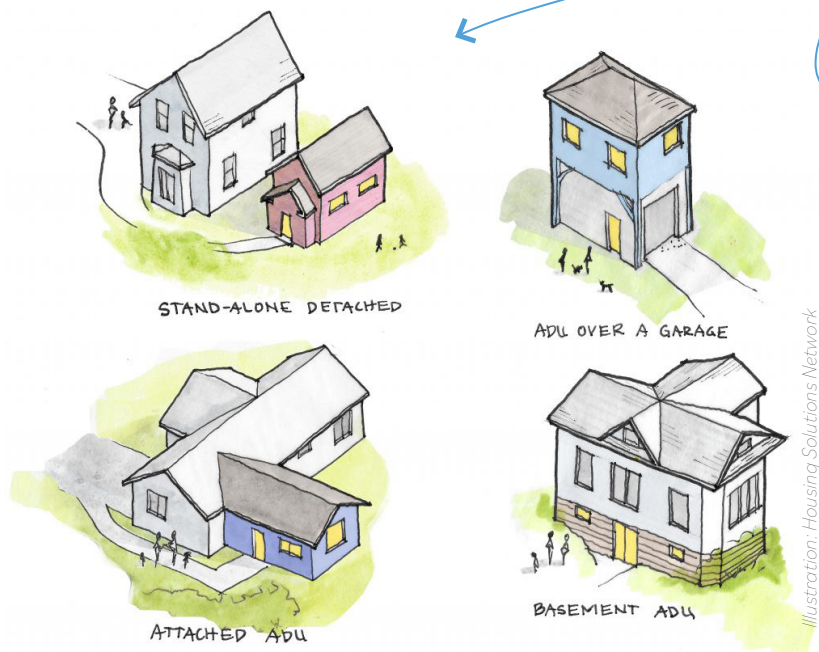 STAND-ALONE DETACHED
ADU OVER A GARAGE
ATTACHED ADU
BASEMENT ADU
Illustration: Housing Solutions Network